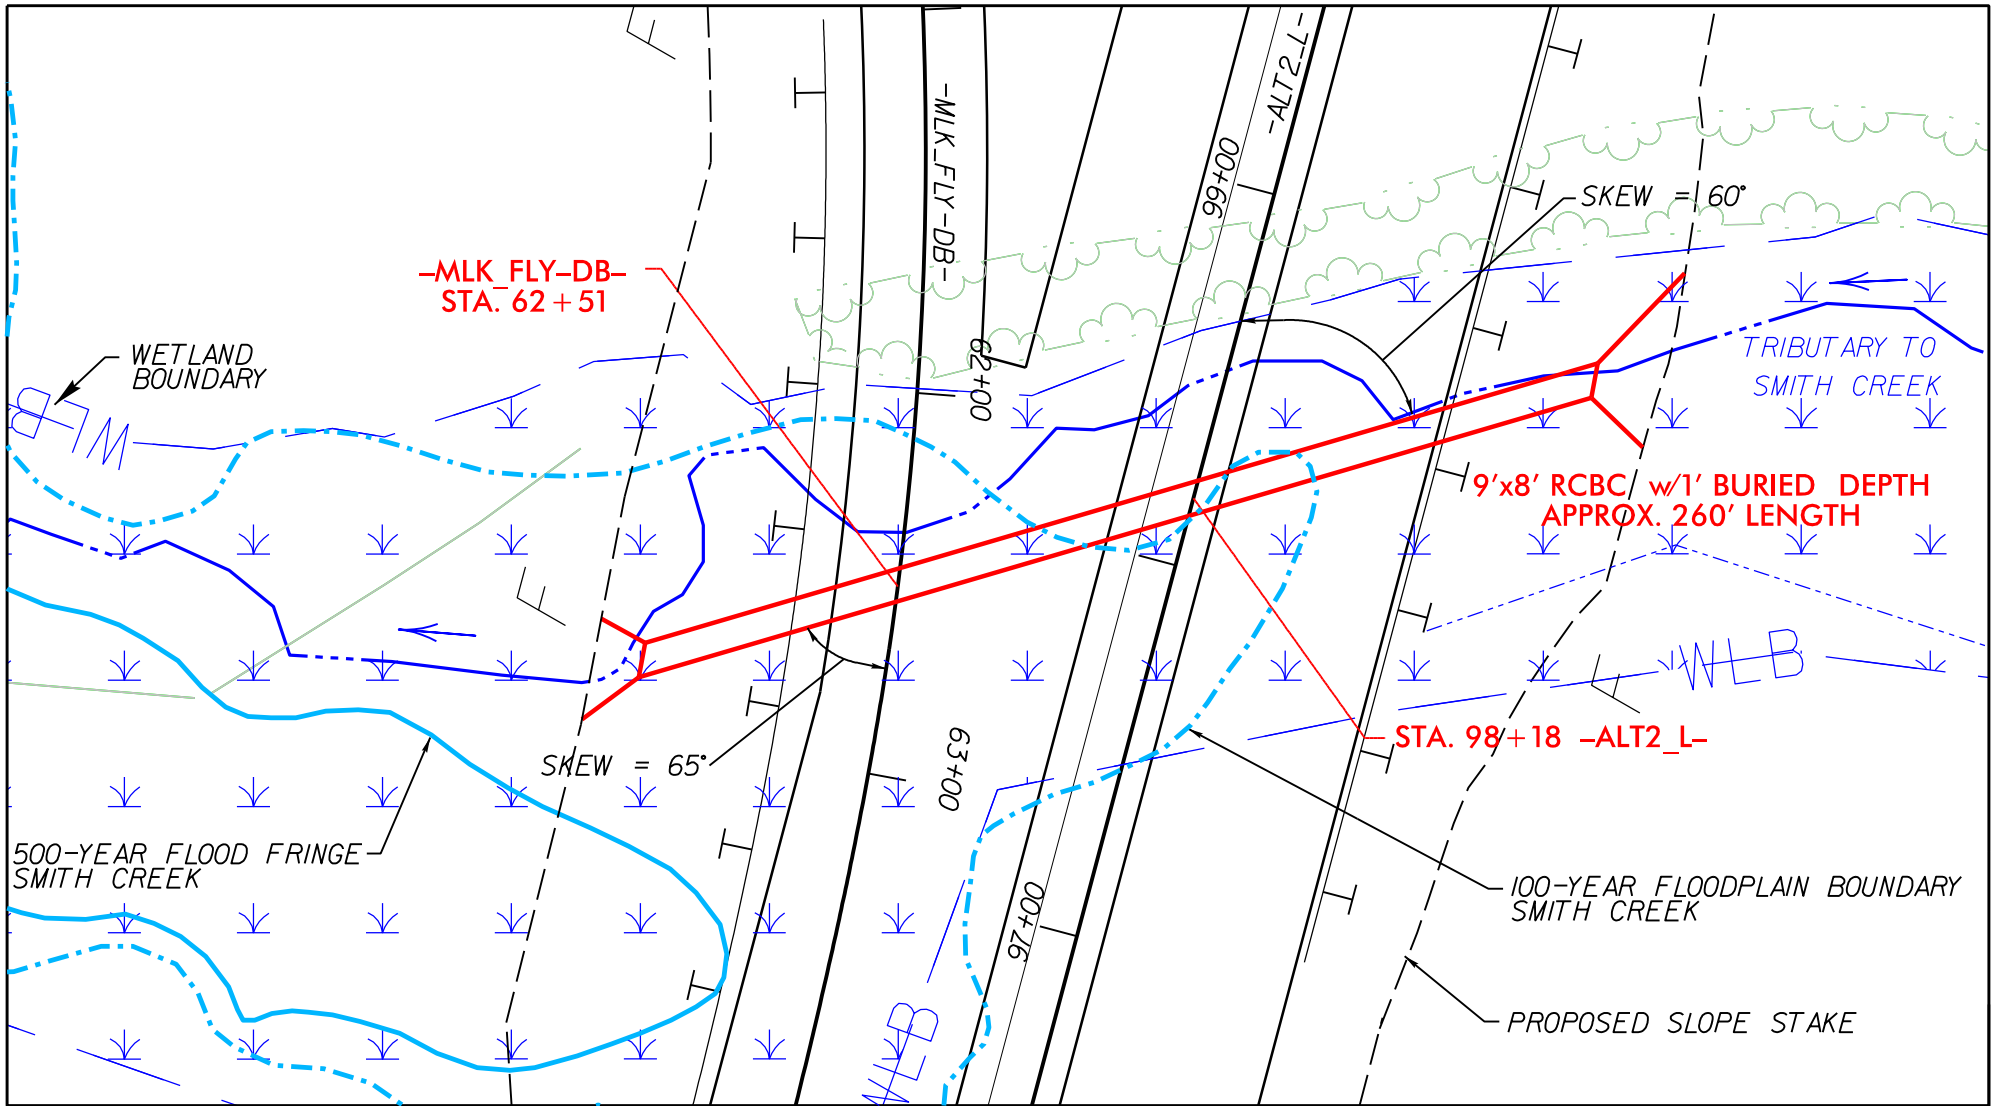 -MLK_FLY-DB-
-ALT2_L-
99+00
SKEW = 60°
-MLK_FLY-DB-
STA. 62+51
WETLAND
BOUNDARY
62+00
TRIBUTARY TO
SMITH CREEK
WLB
9'x8' RCBC w/1' BURIED DEPTH
APPROX. 260' LENGTH
WLB
STA. 98+18 -ALT2_L-
SKEW = 65°
63+00
500-YEAR FLOOD FRINGE
SMITH CREEK
97+00
100-YEAR FLOODPLAIN BOUNDARY
SMITH CREEK
WLB
PROPOSED SLOPE STAKE